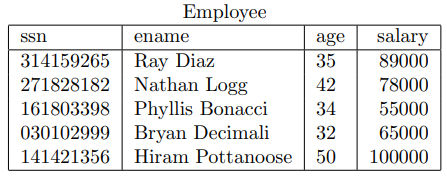 Employee
ssn ename age salary
314159265 Ray Diaz 35 89000
271828182 Nathan Logg 42 78000
161803398 Phyllis Bonacci 34 55000
030102999 Bryan Decimali 32 65000
141421356 Hiram Pottanoose 50 100000